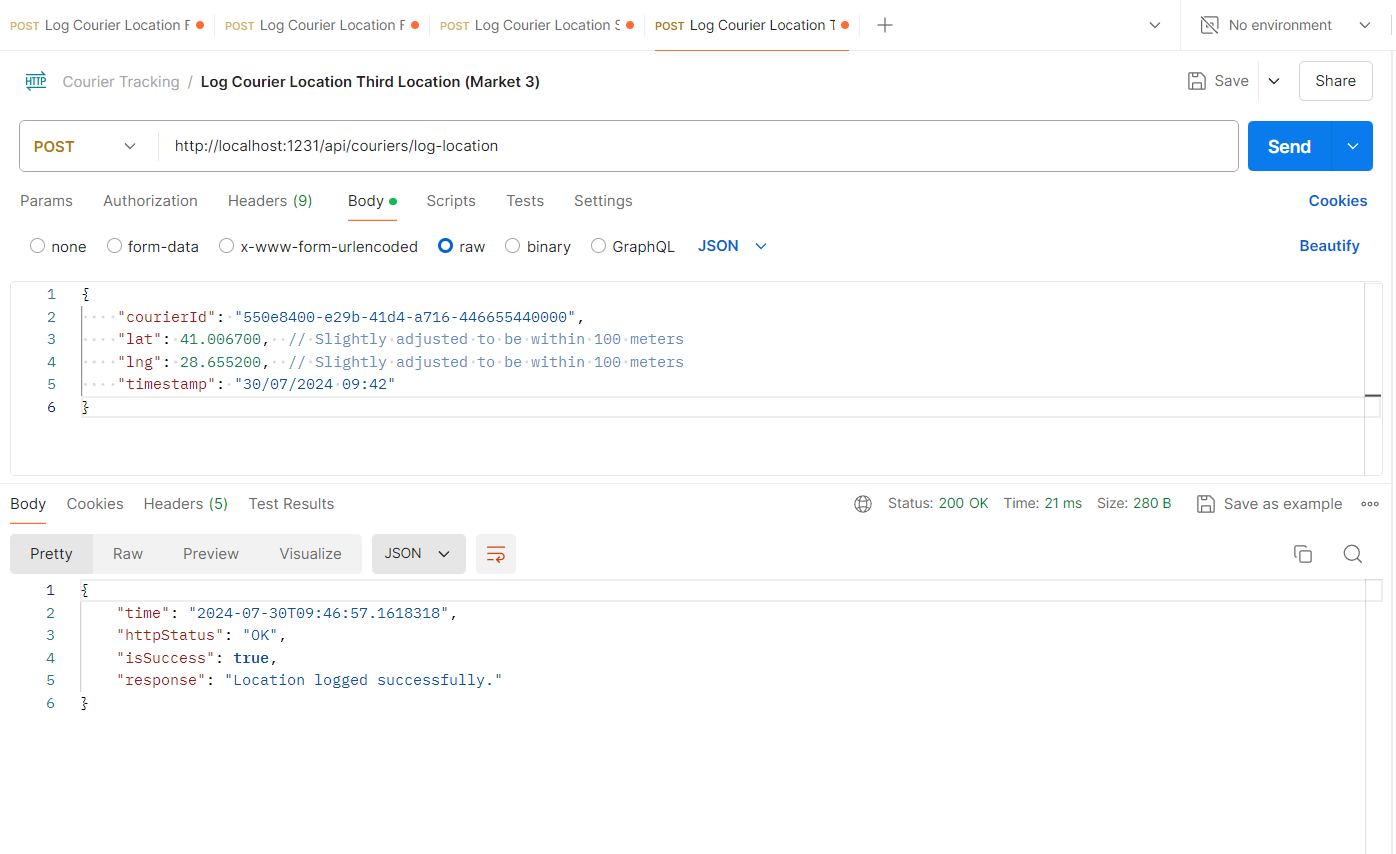 POST Log Courier Location F POST Log Courier Location F POST Log Courier Location S POST Log Courier Location T No environment
HTTP Courier Tracking / Log Courier Location Third Location (Market 3) Save Share
POST http://localhost:1231/api/couriers/log-location Send
Params Authorization Headers (9) Body Scripts Tests Settings Cookies
none form-data x-www-form-urlencoded raw binary GraphQL JSON Beautify
1 {
2 "courierId": "550e8400-e29b-41d4-a716-446655440000",
3 "lat": 41.006700, // Slightly adjusted to be within 100 meters
4 "lng": 28.655200, // Slightly adjusted to be within 100 meters
5 "timestamp": "30/07/2024 09:42"
6 }
Body Cookies Headers (5) Test Results Status: 200 OK Time: 21 ms Size: 280 B Save as example
Pretty Raw Preview Visualize JSON
1 {
2 "time": "2024-07-30T09:46:57.1618318",
3 "httpStatus": "OK",
4 "isSuccess": true,
5 "response": "Location logged successfully."
6 }